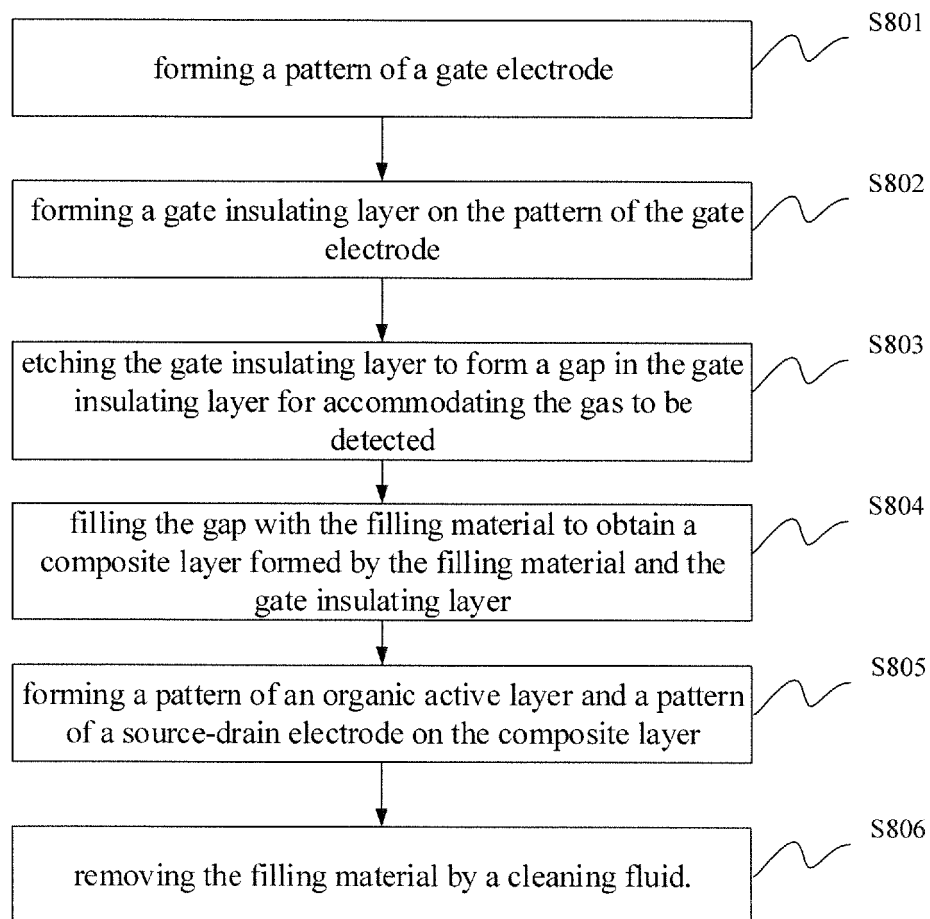 S801
forming a pattern of a gate electrode
S802
forming a gate insulating layer on the pattern of the gate
electrode
S803
etching the gate insulating layer to form a gap in the gate
insulating layer for accommodating the gas to be
detected
S804
filling the gap with the filling material to obtain a
composite layer formed by the filling material and the
gate insulating layer
S805
forming a pattern of an organic active layer and a pattern
of a source-drain electrode on the composite layer
S806
removing the filling material by a cleaning fluid.